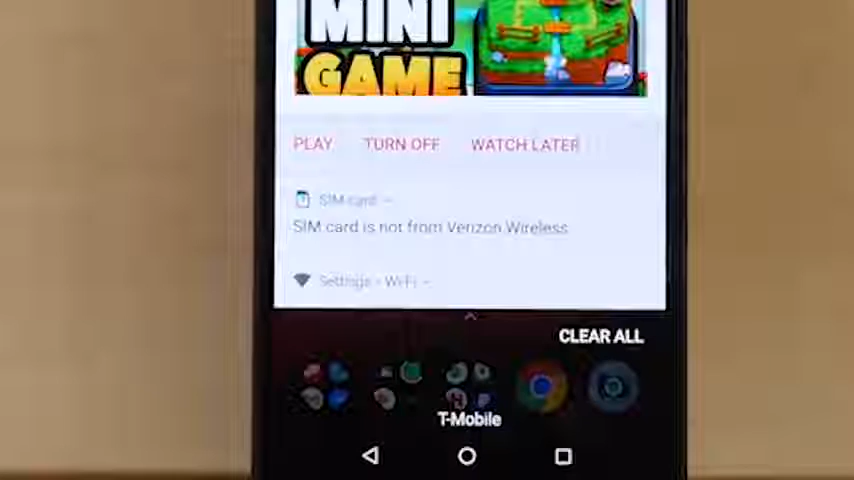 MINI
GAME
PLAY TURN OFF WATCH LATER
SIM card
SIM card is not from Verizon Wireless
Settings • Wi-Fi
CLEAR ALL
T-Mobile